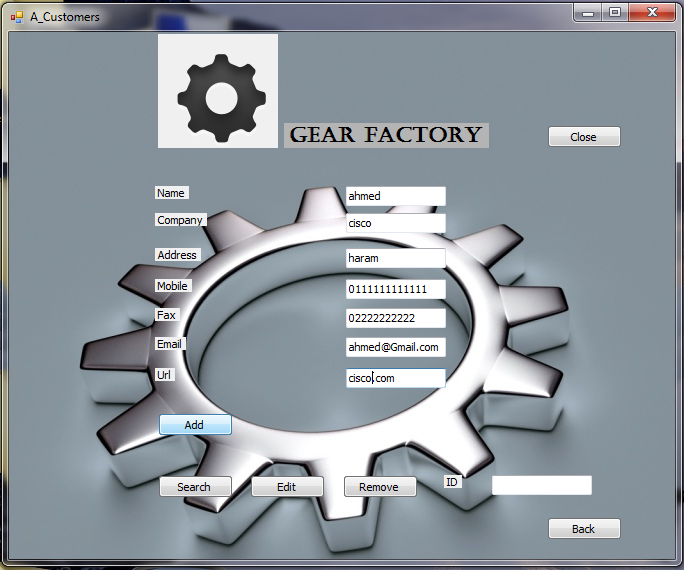 A_Customers
GEAR FACTORY
Close
Name ahmed
Company cisco
Address haram
Mobile 0111111111111
Fax 02222222222
Email ahmed@Gmail.com
Url cisco.com
Add
Search Edit Remove ID
Back